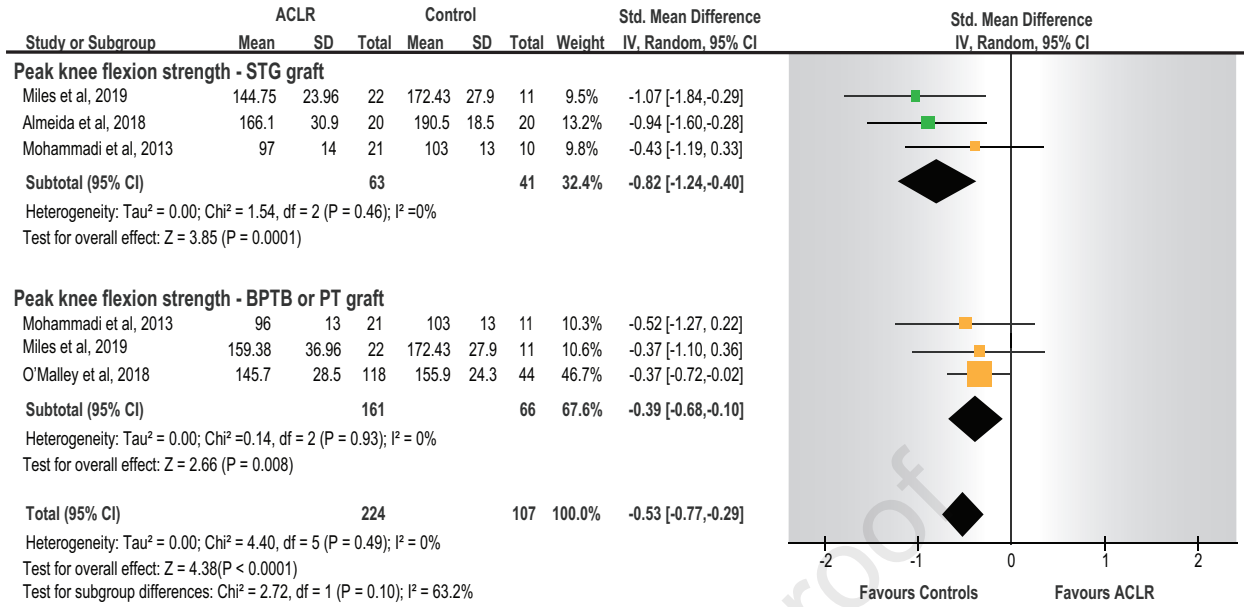 ACLR Control Std. Mean Difference Std. Mean Difference
Study or Subgroup Mean SD Total Mean SD Total Weight IV, Random, 95% CI IV, Random, 95% CI
Peak knee flexion strength - STG graft
Miles et al, 2019 144.75 23.96 22 172.43 27.9 11 9.5% -1.07 [-1.84,-0.29]
Almeida et al, 2018 166.1 30.9 20 190.5 18.5 20 13.2% -0.94 [-1.60,-0.28]
Mohammadi et al, 2013 97 14 21 103 13 10 9.8% -0.43 [-1.19, 0.33]
Subtotal (95% CI) 63 41 32.4% -0.82 [-1.24,-0.40]
Heterogeneity: Tau² = 0.00; Chi² = 1.54, df = 2 (P = 0.46); I² =0%
Test for overall effect: Z = 3.85 (P = 0.0001)
Peak knee flexion strength - BPTB or PT graft
Mohammadi et al, 2013 96 13 21 103 13 11 10.3% -0.52 [-1.27, 0.22]
Miles et al, 2019 159.38 36.96 22 172.43 27.9 11 10.6% -0.37 [-1.10, 0.36]
O'Malley et al, 2018 145.7 28.5 118 155.9 24.3 44 46.7% -0.37 [-0.72,-0.02]
Subtotal (95% CI) 161 66 67.6% -0.39 [-0.68,-0.10]
Heterogeneity: Tau² = 0.00; Chi² =0.14, df = 2 (P = 0.93); I² = 0%
Test for overall effect: Z = 2.66 (P = 0.008)
Total (95% CI) 224 107 100.0% -0.53 [-0.77,-0.29]
Heterogeneity: Tau² = 0.00; Chi² = 4.40, df = 5 (P = 0.49); I² = 0%
Test for overall effect: Z = 4.38(P < 0.0001)
Test for subgroup differences: Chi² = 2.72, df = 1 (P = 0.10); I² = 63.2%
-2 -1 0 1 2
Favours Controls Favours ACLR
roof